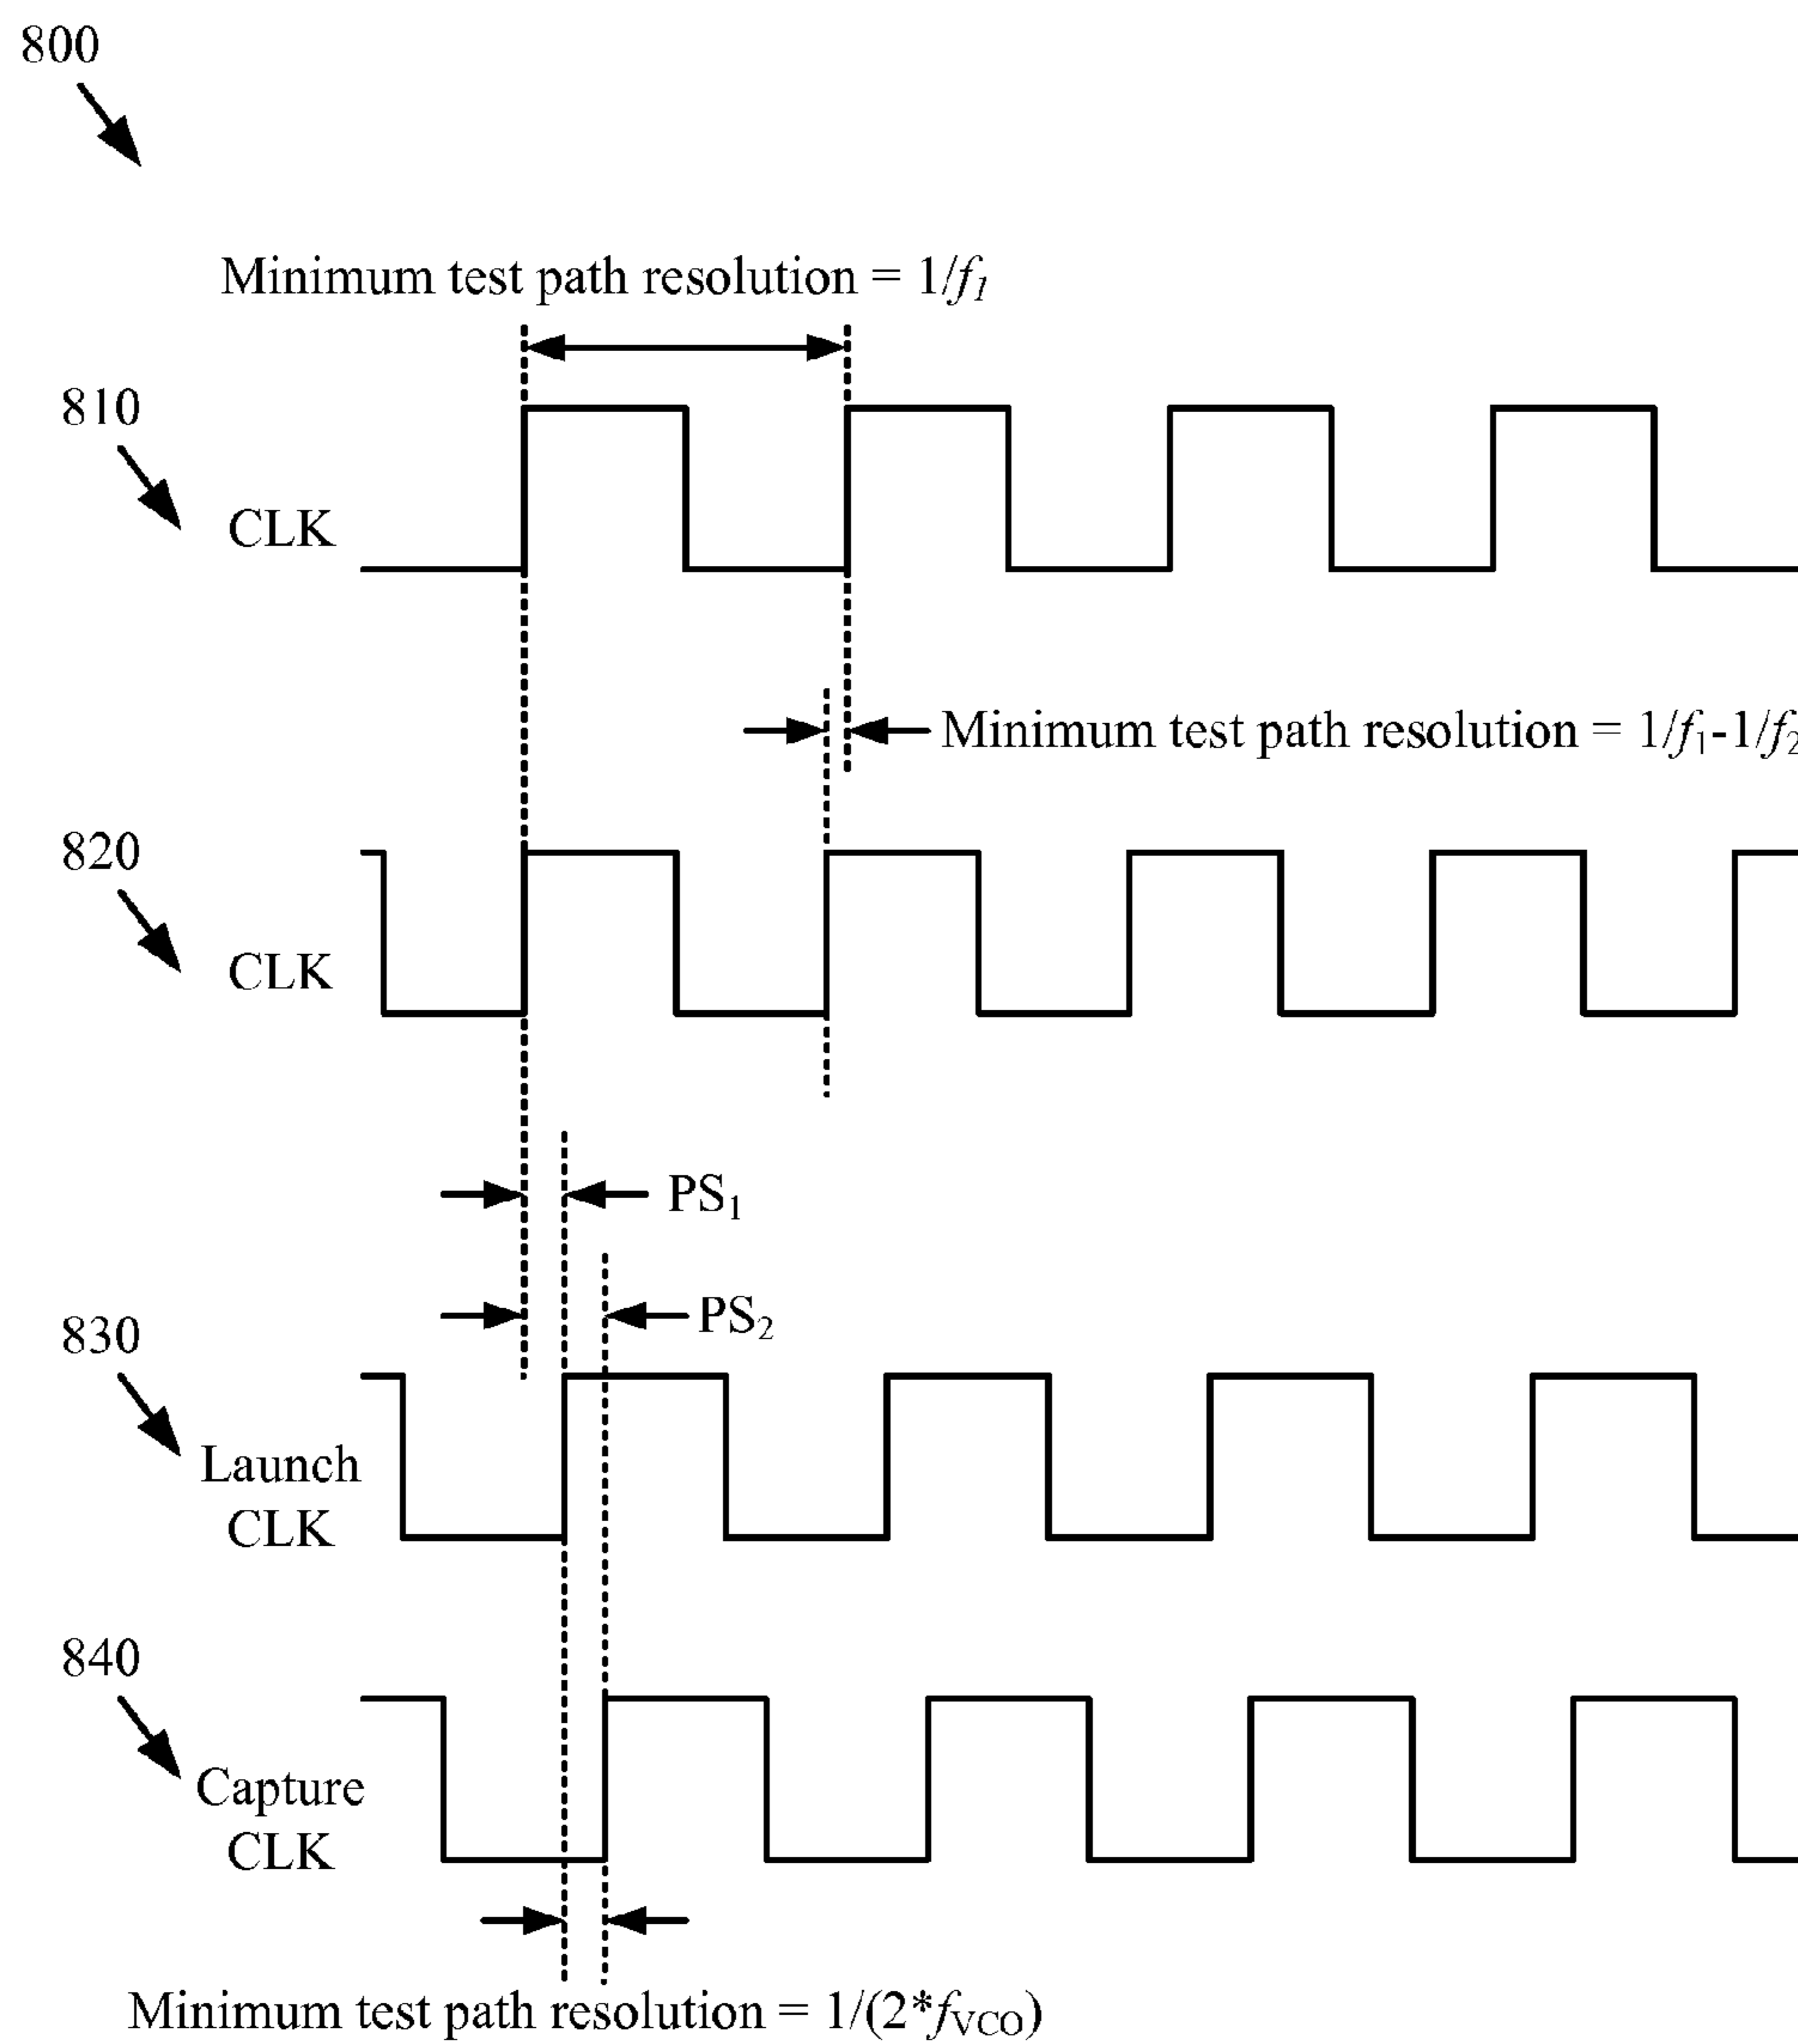 800
Minimum test path resolution = 1/f₁
810
CLK
Minimum test path resolution = 1/f₁-1/f₂
820
CLK
PS₁
PS₂
830
Launch
CLK
840
Capture
CLK
Minimum test path resolution = 1/(2*f_VCO)